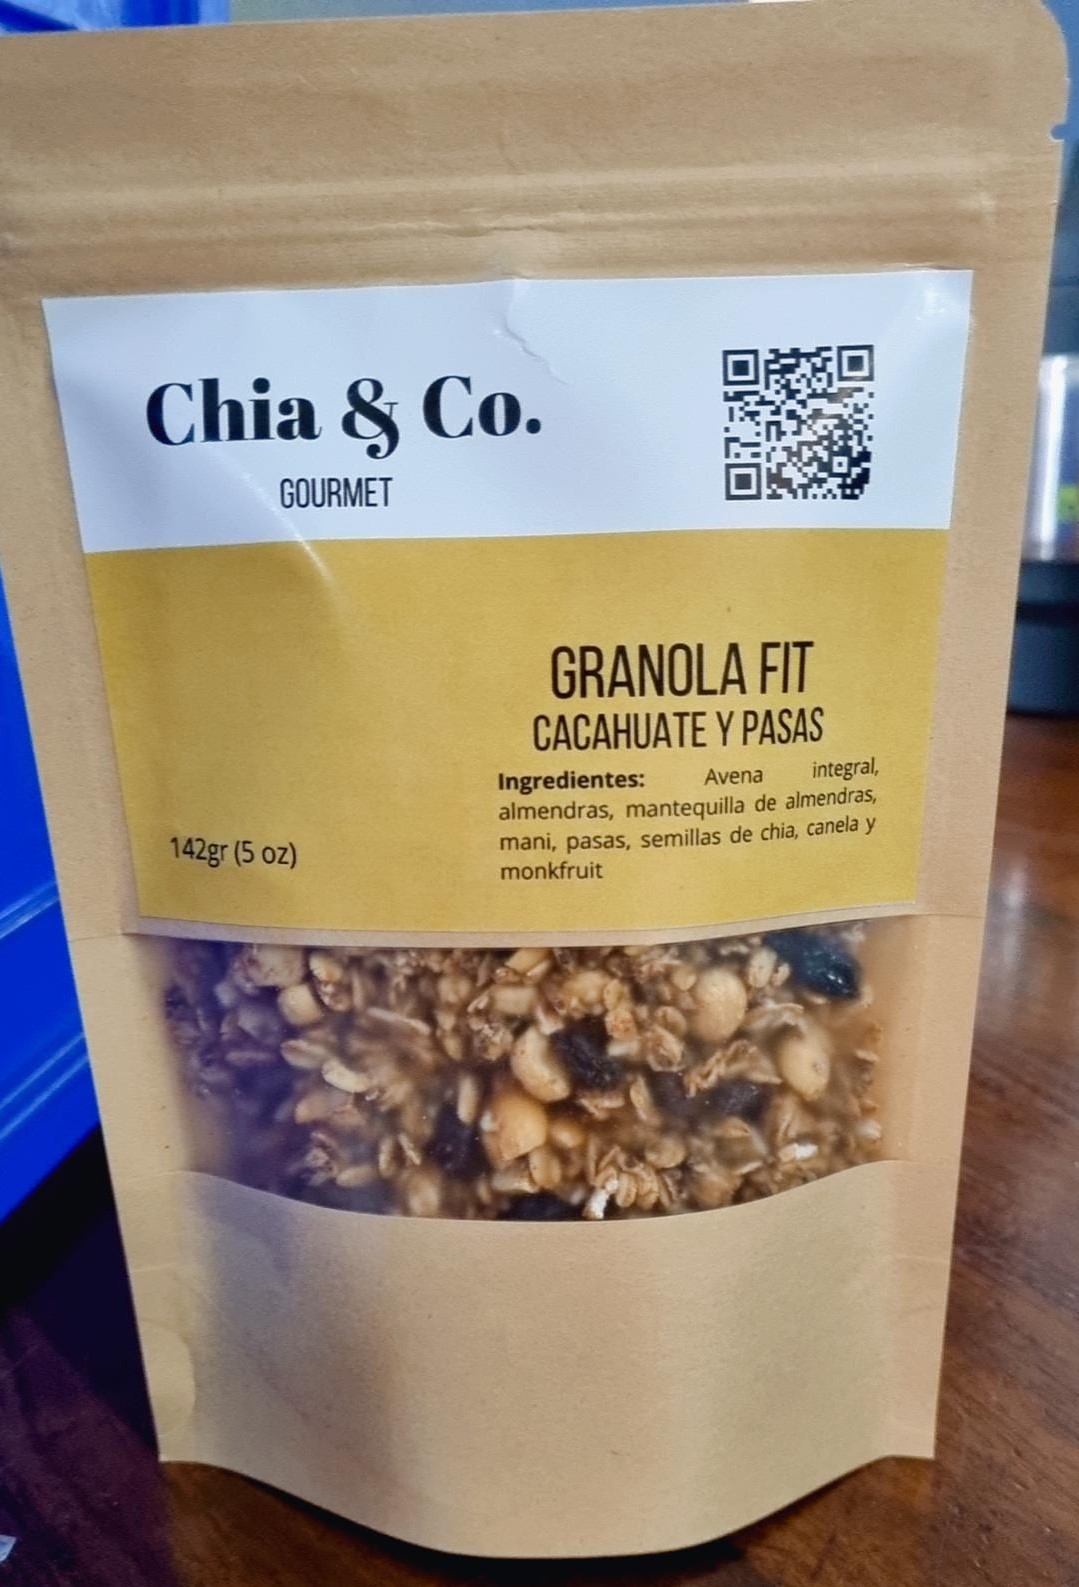 Chia & Co.
GOURMET
GRANOLA FIT
CACAHUATE Y PASAS
Ingredientes: Avena integral,
almendras, mantequilla de almendras,
mani, pasas, semillas de chia, canela y
monkfruit
142gr (5 oz)